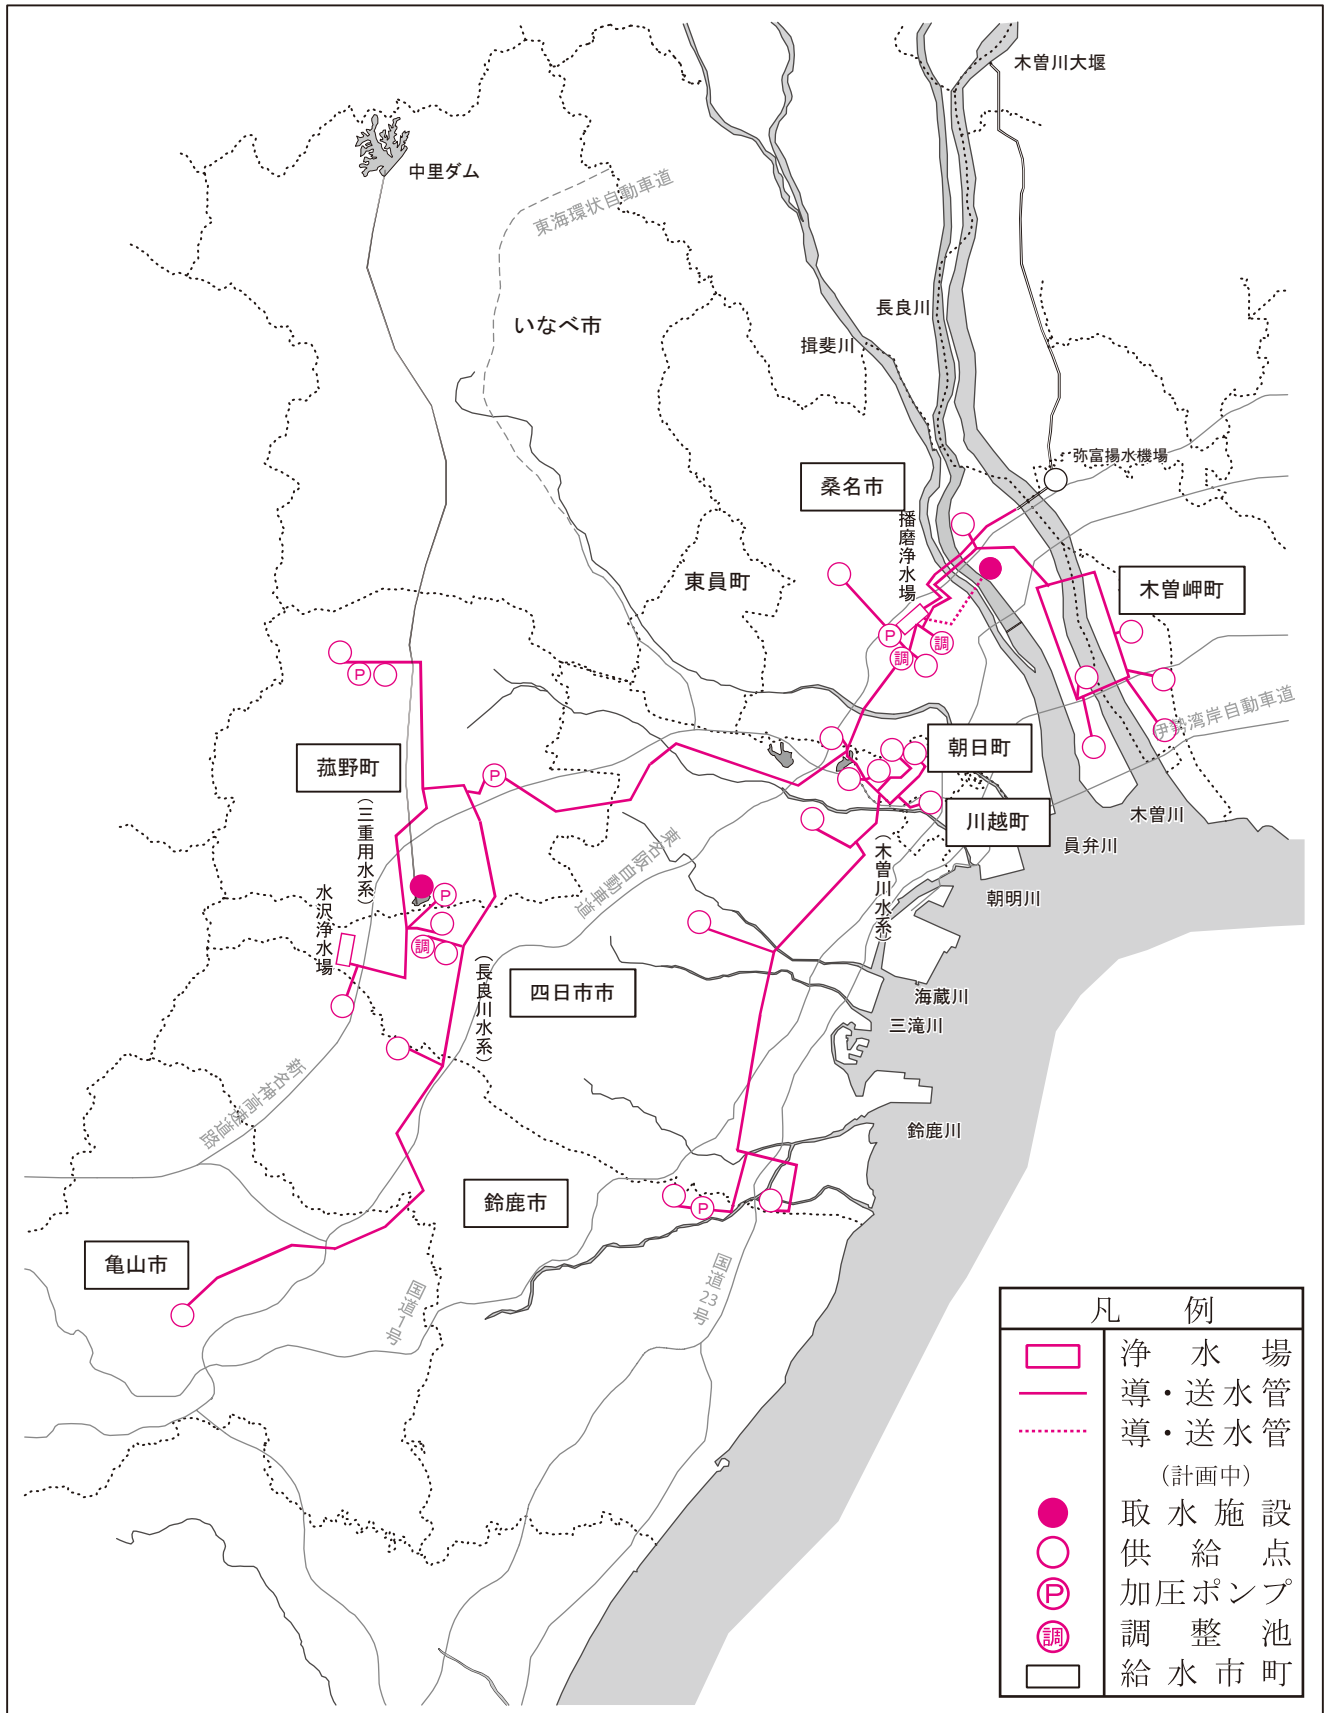 木曽川大堰
中里ダム
東海環状自動車道
いなべ市
長良川
揖斐川
弥富揚水機場
桑名市
播磨浄水場
東員町
木曽岬町
P
調
調
P
伊勢湾岸自動車道
朝日町
菰野町
P
川越町
木曽川
員弁川
(三重用水系)
東名阪自動車道
(木曽川水系)
水沢浄水場
P
朝明川
調
(長良川水系)
四日市市
海蔵川
三滝川
新名神高速道路
鈴鹿川
鈴鹿市
P
亀山市
国道1号
国道23号
凡例
浄水場
導・送水管
導・送水管
(計画中)
取水施設
供給点
P 加圧ポンプ
調 調整池
給水市町